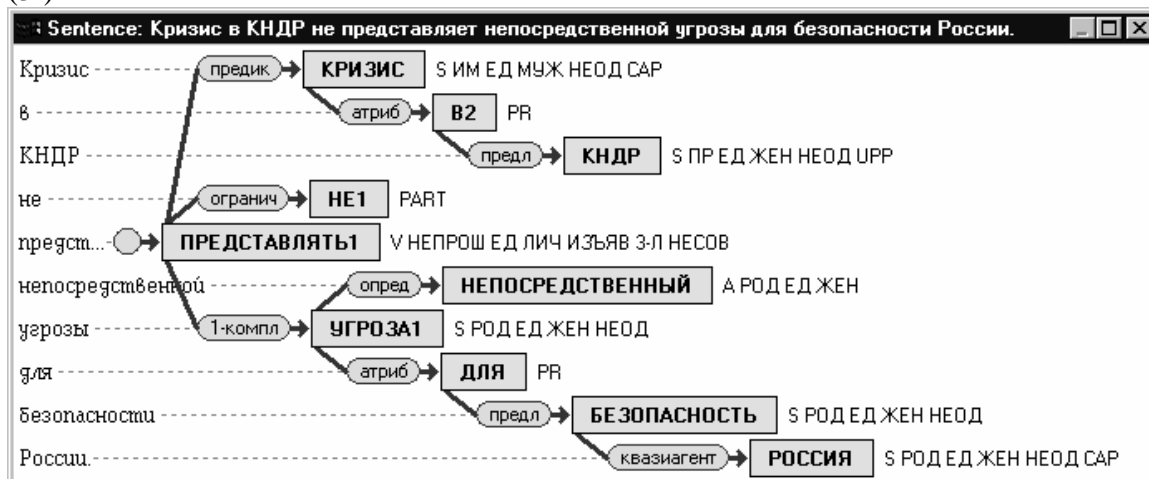 Sentence: Кризис в КНДР не представляет непосредственной угрозы для безопасности России.
Кризис предик КРИЗИС S ИМ ЕД МУЖ НЕОД CAP
в атриб В2 PR
КНДР предл КНДР S ПР ЕД ЖЕН НЕОД UPP
не огранич НЕ1 PART
предст... ПРЕДСТАВЛЯТЬ1 V НЕПРОШ ЕД ЛИЧ ИЗЪЯВ 3-Л НЕСОВ
непосредственной опред НЕПОСРЕДСТВЕННЫЙ A РОД ЕД ЖЕН
угрозы 1-компл УГРОЗА1 S РОД ЕД ЖЕН НЕОД
для атриб ДЛЯ PR
безопасности предл БЕЗОПАСНОСТЬ S РОД ЕД ЖЕН НЕОД
России. квазиагент РОССИЯ S РОД ЕД ЖЕН НЕОД CAP